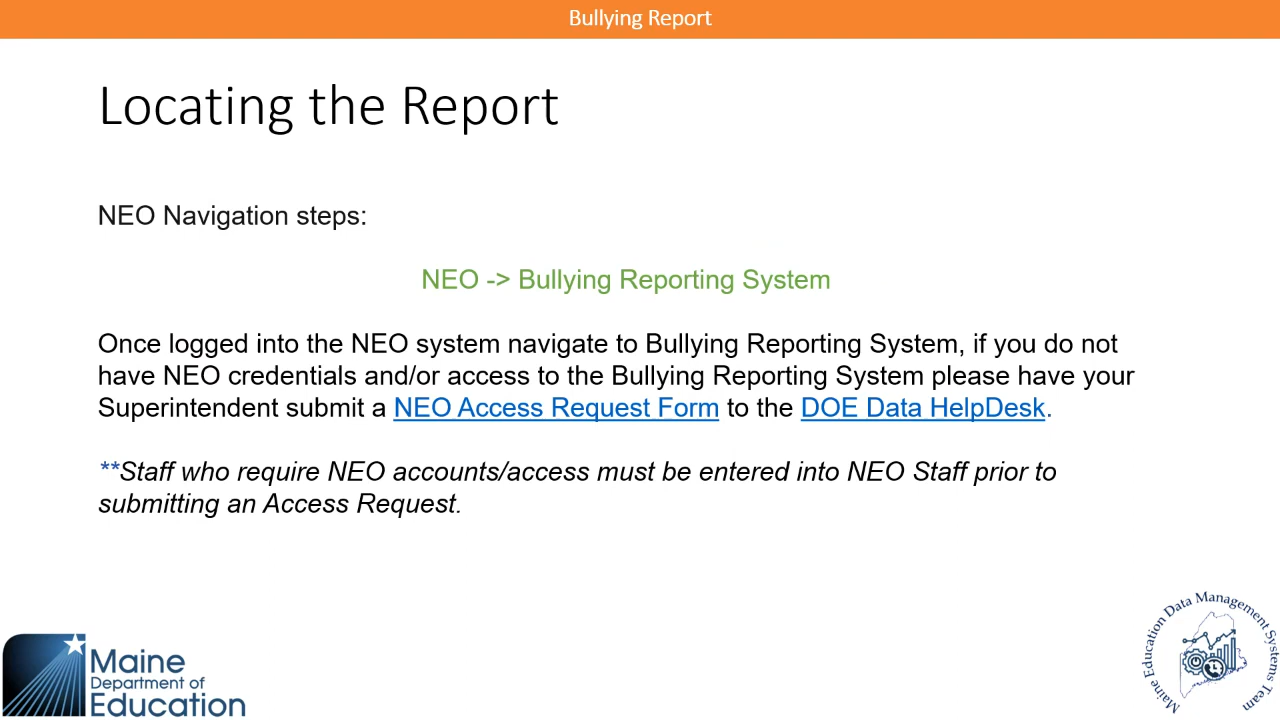 Bullying Report
Locating the Report
NEO Navigation steps:
NEO -> Bullying Reporting System
Once logged into the NEO system navigate to Bullying Reporting System, if you do not
have NEO credentials and/or access to the Bullying Reporting System please have your
Superintendent submit a NEO Access Request Form to the DOE Data HelpDesk.
**Staff who require NEO accounts/access must be entered into NEO Staff prior to
submitting an Access Request.
Maine
Department of
Education
Maine Education Data Management Systems Team